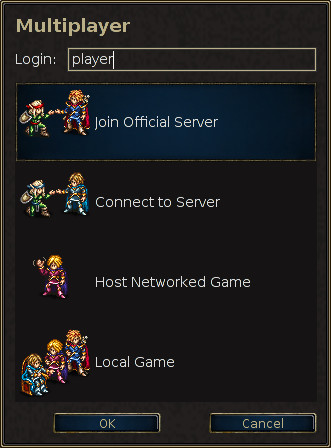 Multiplayer
Login: player
Join Official Server
Connect to Server
Host Networked Game
Local Game
OK Cancel